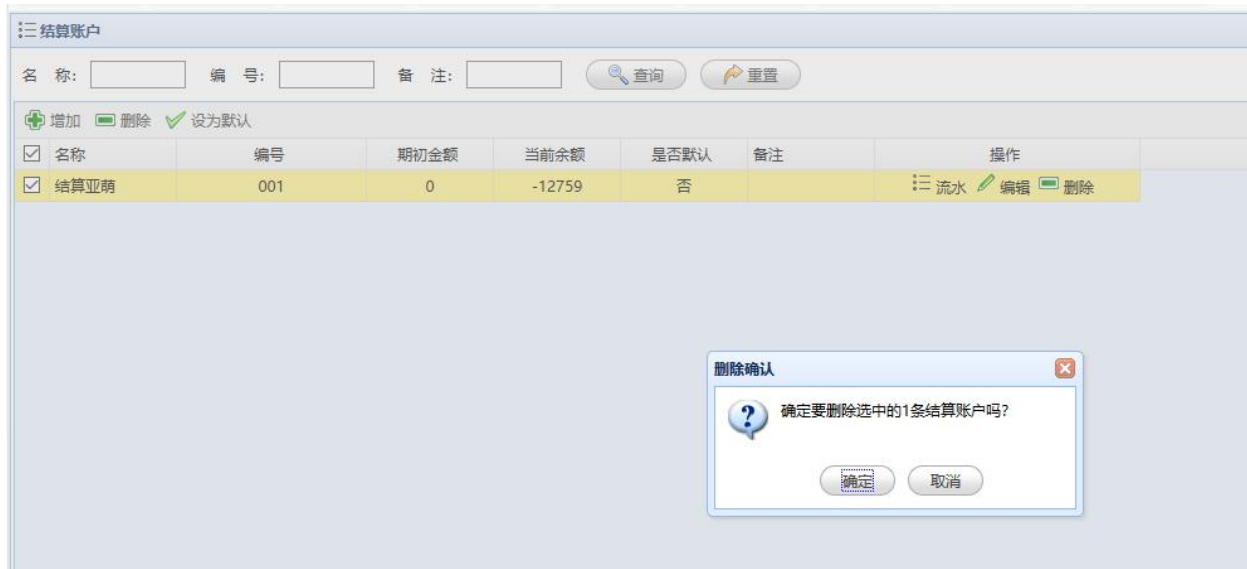 结算账户
名 称: 编 号: 备 注: 查询 重置
增加 删除 设为默认
名称 编号 期初金额 当前余额 是否默认 备注 操作
结算亚萌 001 0 -12759 否 流水 编辑 删除
删除确认
确定要删除选中的1条结算账户吗?
确定 取消